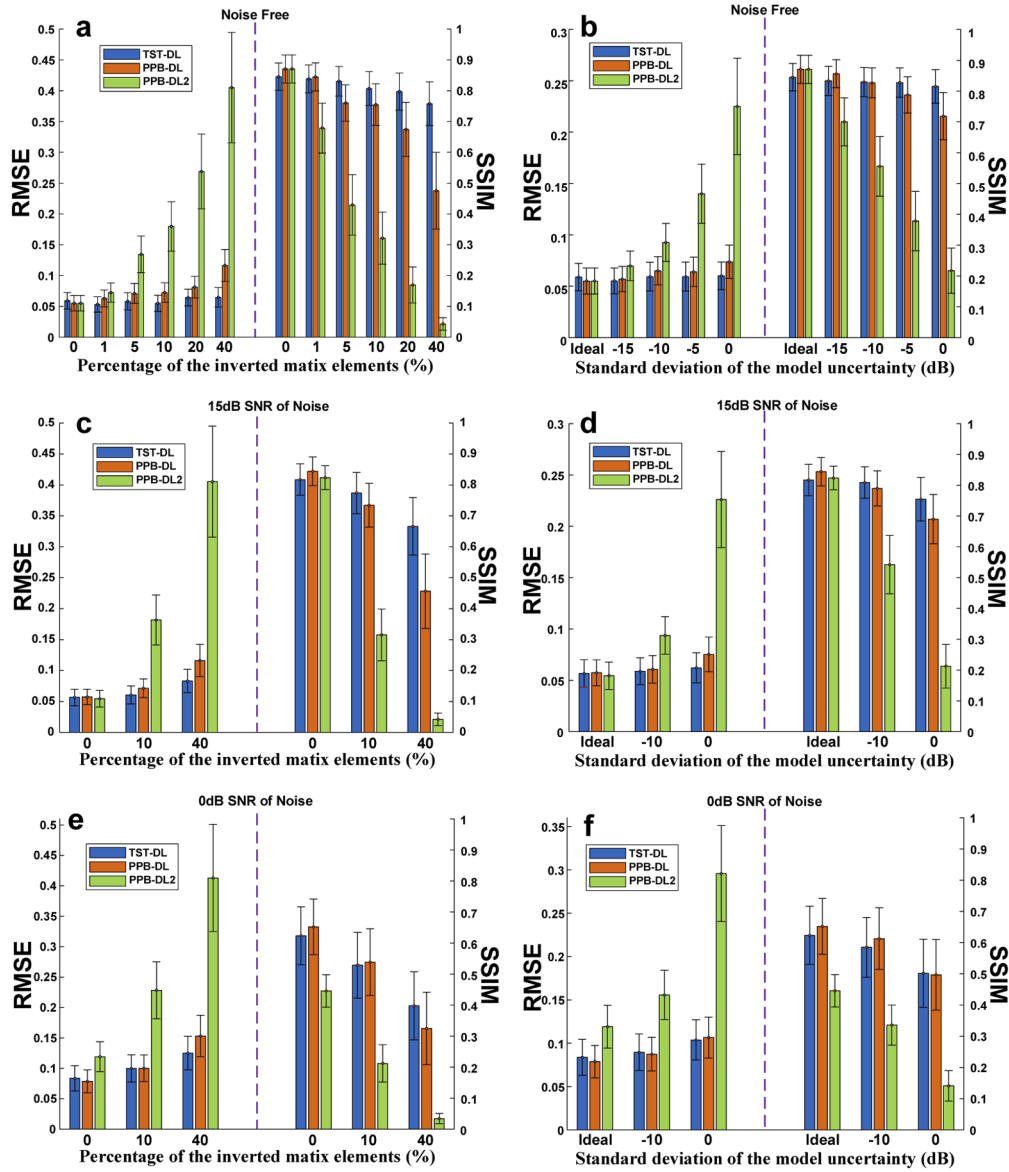 Noise Free
a
TST-DL
PPB-DL
PPB-DL2
RMSE
SSIM
0.5
0.45
0.4
0.35
0.3
0.25
0.2
0.15
0.1
0.05
0
1
0.9
0.8
0.7
0.6
0.5
0.4
0.3
0.2
0.1
0
0 1 5 10 20 40 0 1 5 10 20 40
Percentage of the inverted matix elements (%)
Noise Free
b
TST-DL
PPB-DL
PPB-DL2
RMSE
SSIM
0.3
0.25
0.2
0.15
0.1
0.05
0
1
0.9
0.8
0.7
0.6
0.5
0.4
0.3
0.2
0.1
0
Ideal -15 -10 -5 0 Ideal -15 -10 -5 0
Standard deviation of the model uncertainty (dB)
15dB SNR of Noise
c
TST-DL
PPB-DL
PPB-DL2
RMSE
SSIM
0.5
0.45
0.4
0.35
0.3
0.25
0.2
0.15
0.1
0.05
0
1
0.9
0.8
0.7
0.6
0.5
0.4
0.3
0.2
0.1
0
0 10 40 0 10 40
Percentage of the inverted matix elements (%)
15dB SNR of Noise
d
TST-DL
PPB-DL
PPB-DL2
RMSE
SSIM
0.3
0.25
0.2
0.15
0.1
0.05
0
1
0.9
0.8
0.7
0.6
0.5
0.4
0.3
0.2
0.1
0
Ideal -10 0 Ideal -10 0
Standard deviation of the model uncertainty (dB)
0dB SNR of Noise
e
TST-DL
PPB-DL
PPB-DL2
RMSE
SSIM
0.5
0.45
0.4
0.35
0.3
0.25
0.2
0.15
0.1
0.05
0
1
0.9
0.8
0.7
0.6
0.5
0.4
0.3
0.2
0.1
0
0 10 40 0 10 40
Percentage of the inverted matix elements (%)
0dB SNR of Noise
f
TST-DL
PPB-DL
PPB-DL2
RMSE
SSIM
0.35
0.3
0.25
0.2
0.15
0.1
0.05
0
1
0.9
0.8
0.7
0.6
0.5
0.4
0.3
0.2
0.1
0
Ideal -10 0 Ideal -10 0
Standard deviation of the model uncertainty (dB)